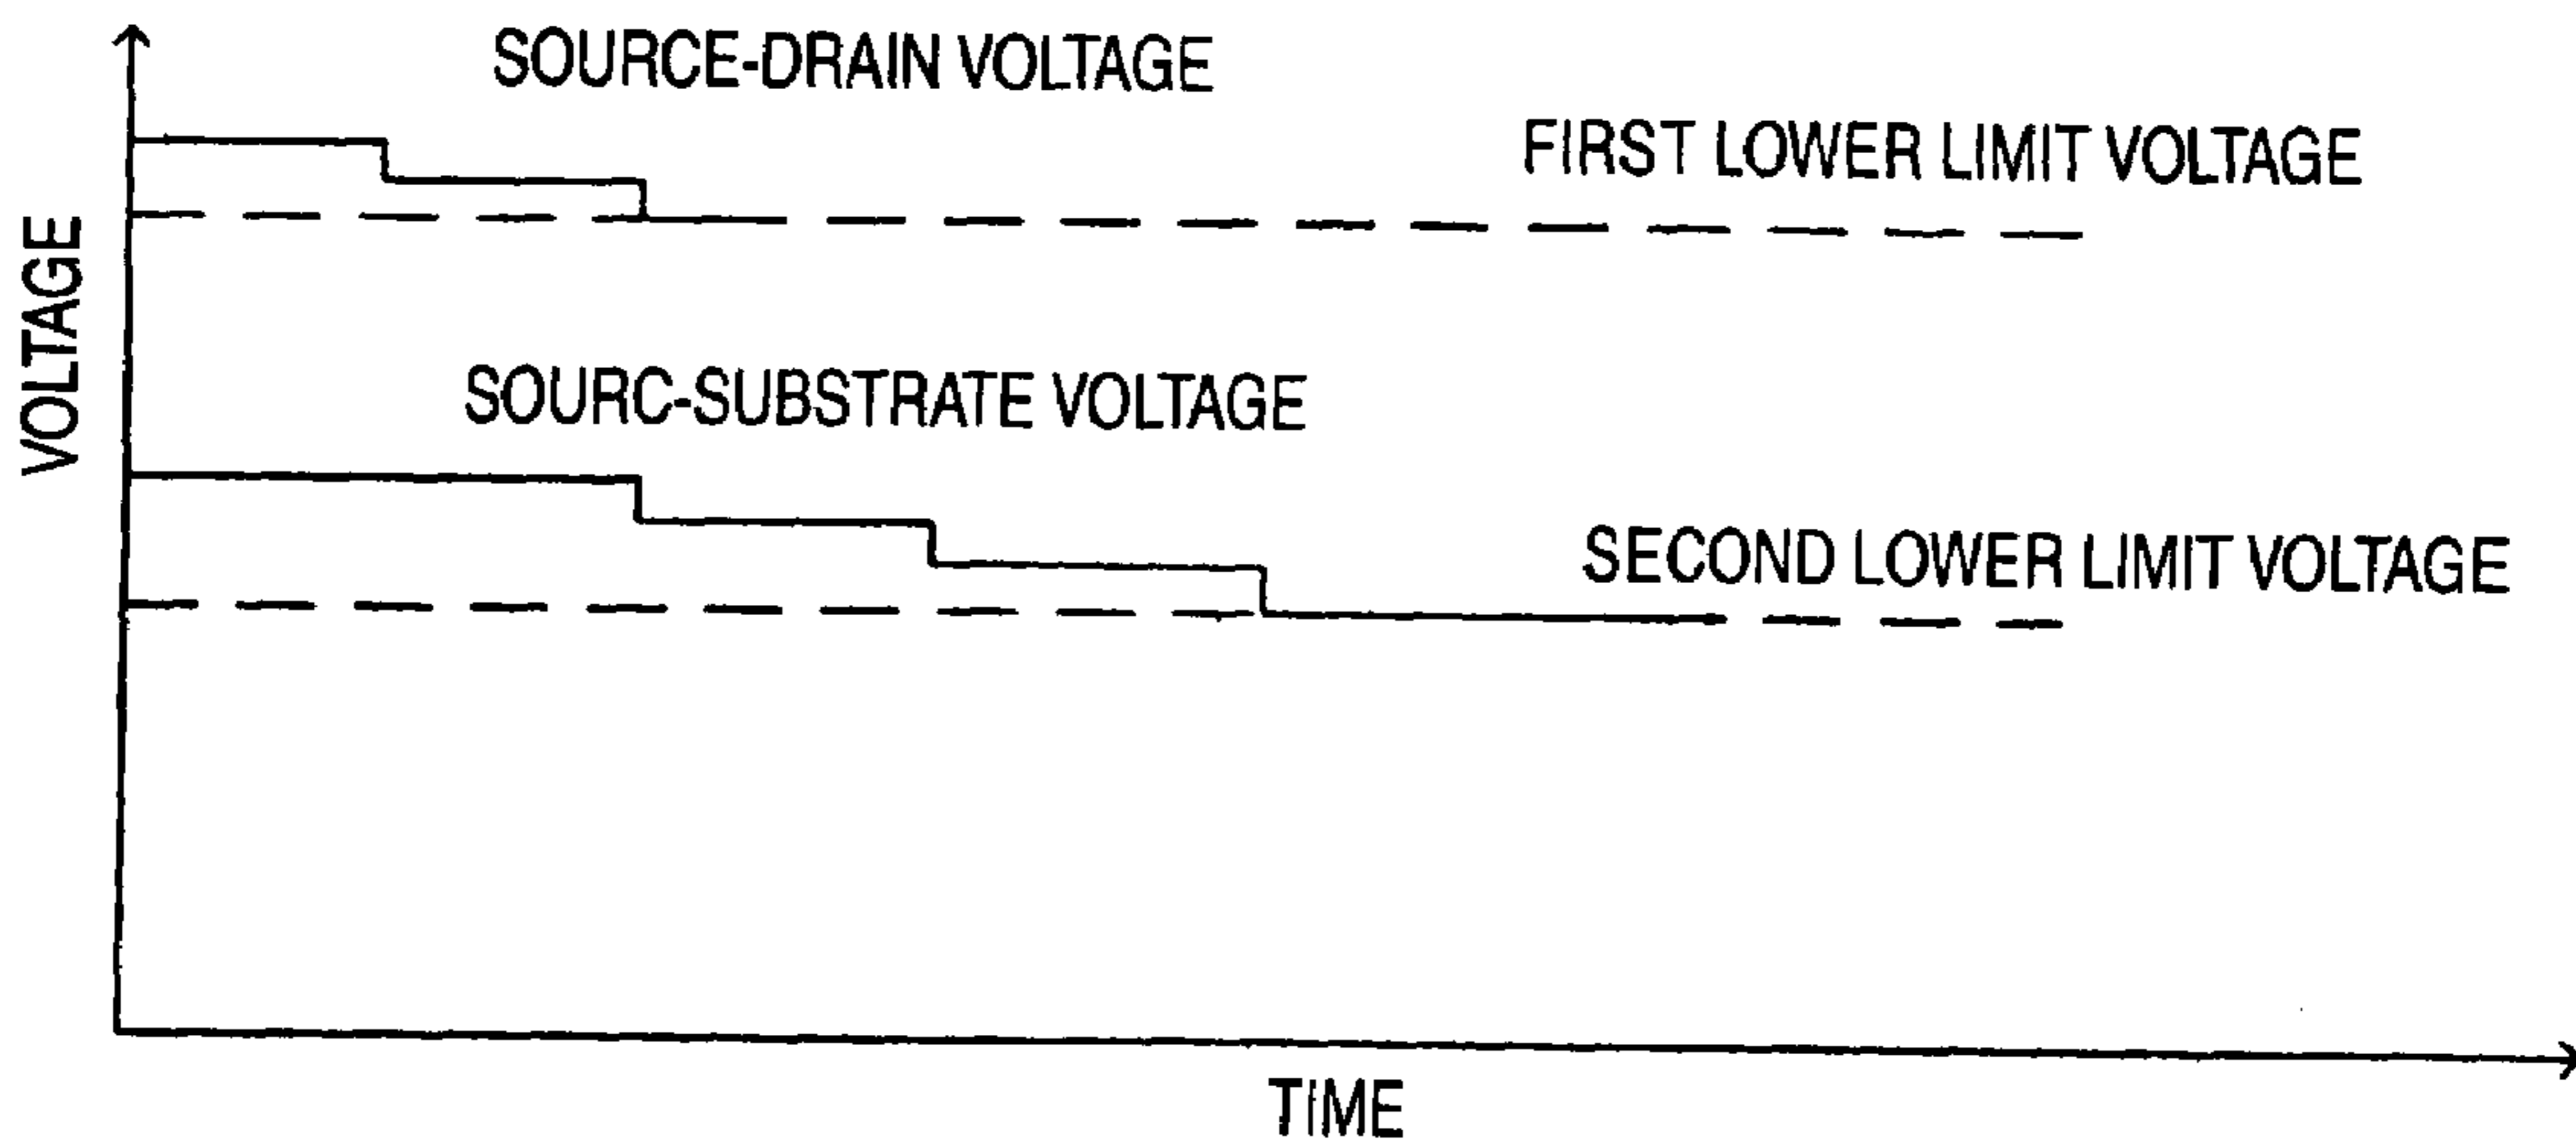 SOURCE-DRAIN VOLTAGE
FIRST LOWER LIMIT VOLTAGE
VOLTAGE
SOURC-SUBSTRATE VOLTAGE
SECOND LOWER LIMIT VOLTAGE
TIME